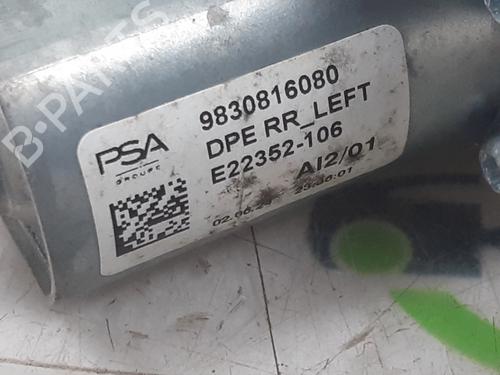 B-PARTS
PSA
GROUPE
9830816080
DPE RR_LEFT
E22352-106
AI2/01